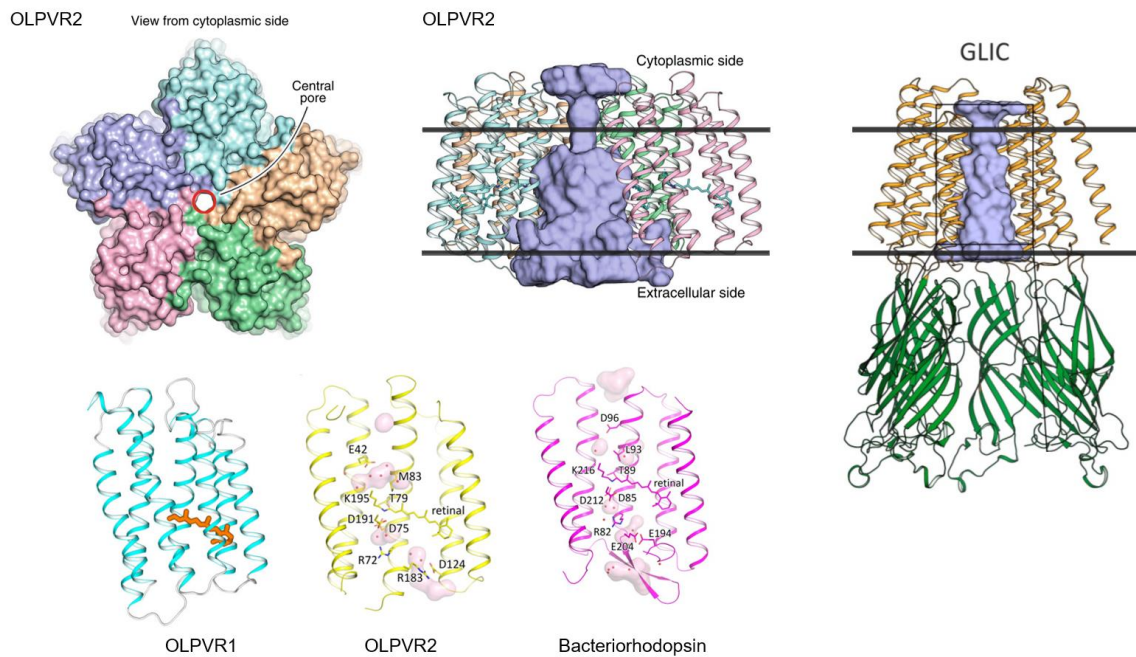 OLPVR2
View from cytoplasmic side
Central
pore
OLPVR2
Cytoplasmic side
Extracellular side
GLIC
E42
M83
K195
T79
retinal
D191
D75
R72
D124
R183
D96
L93
K216
T89
retinal
D212
D85
R82
E194
E204
OLPVR1
OLPVR2
Bacteriorhodopsin